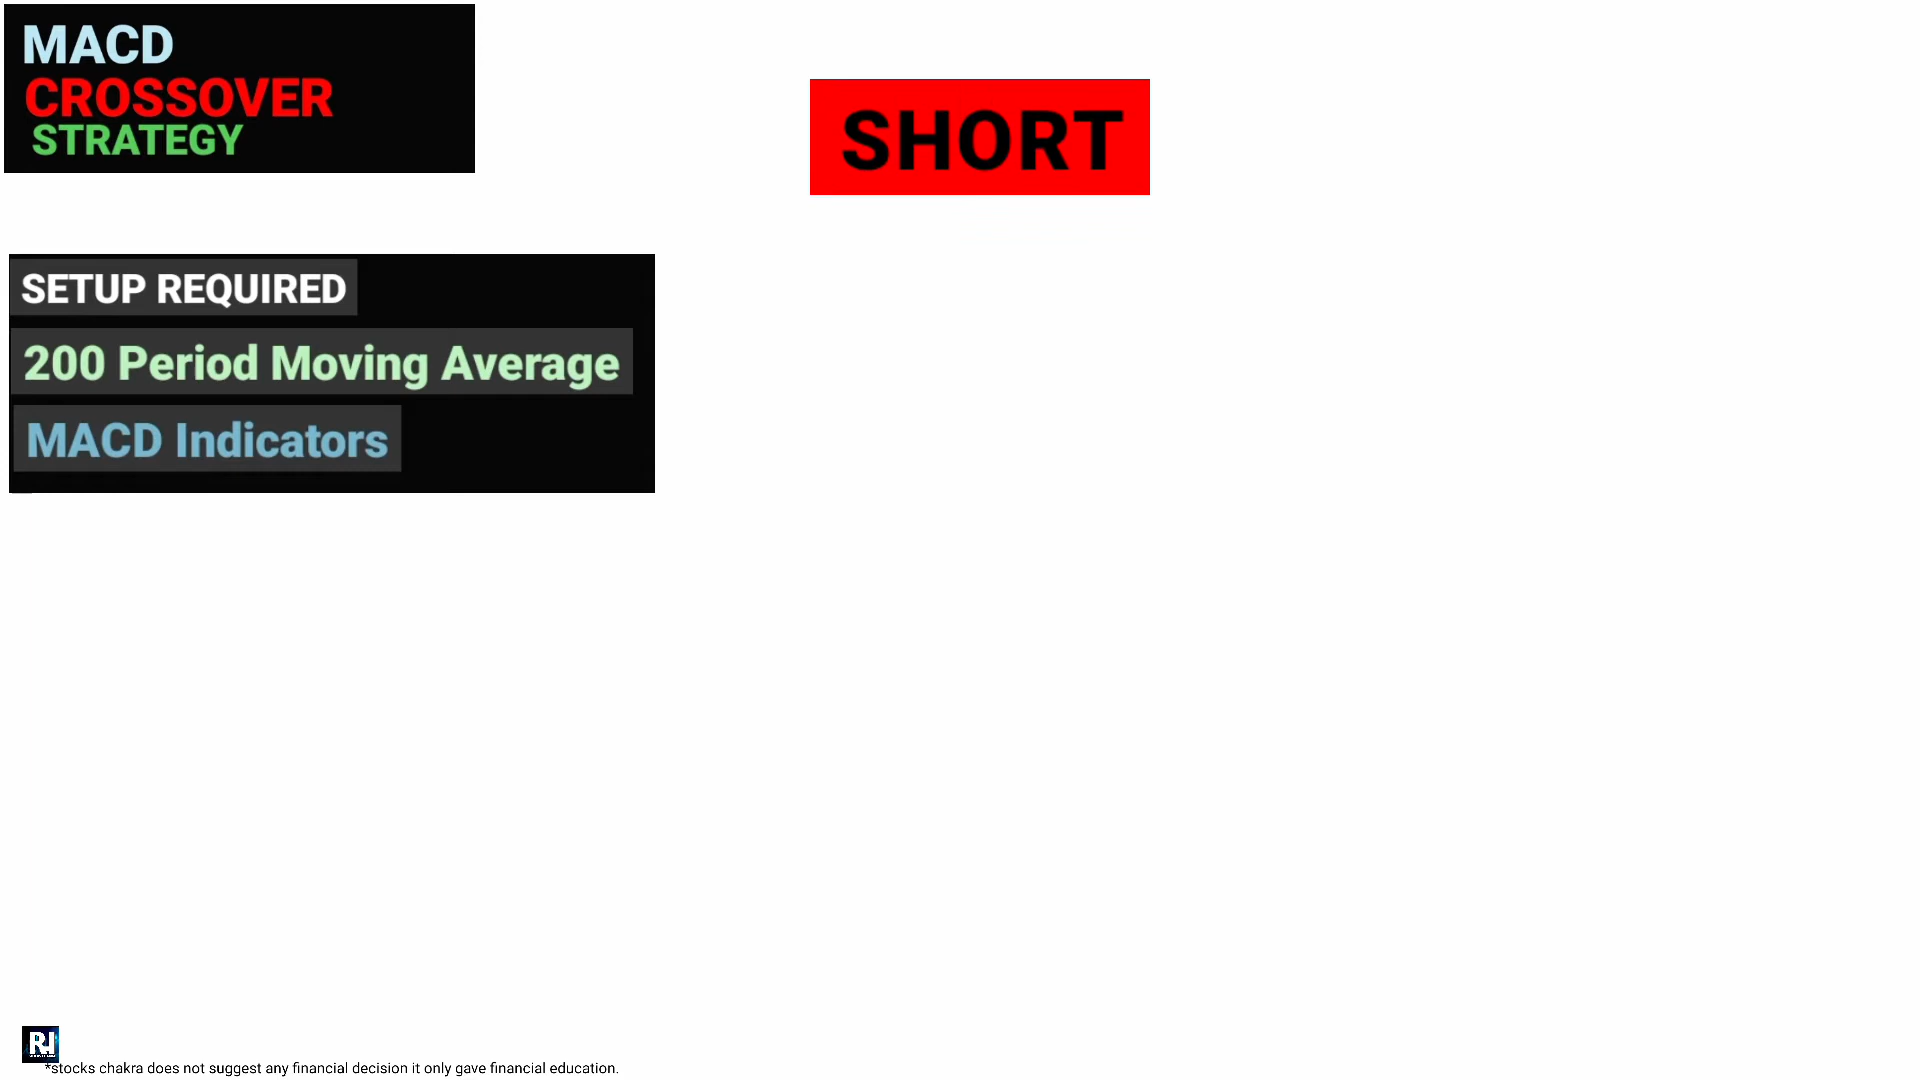 MACD
CROSSOVER
STRATEGY
SHORT
SETUP REQUIRED
200 Period Moving Average
MACD Indicators
RI
*stocks chakra does not suggest any financial decision it only gave financial education.